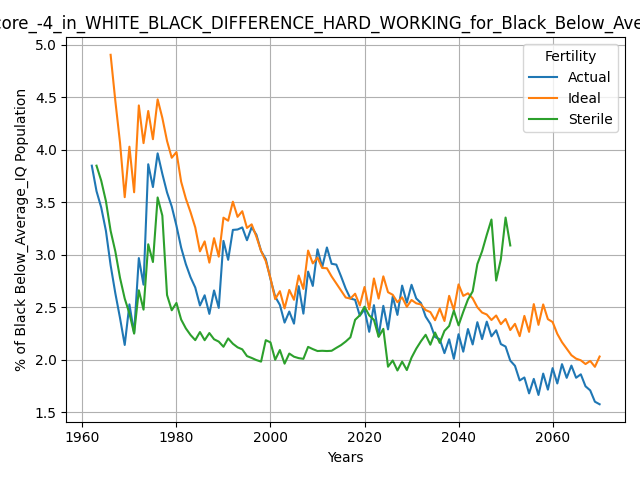 core_-4_in_WHITE_BLACK_DIFFERENCE_HARD_WORKING_for_Black_Below_Ave
Fertility
Actual
Ideal
Sterile
% of Black Below_Average_IQ Population
5.0
4.5
4.0
3.5
3.0
2.5
2.0
1.5
1960 1980 2000 2020 2040 2060
Years